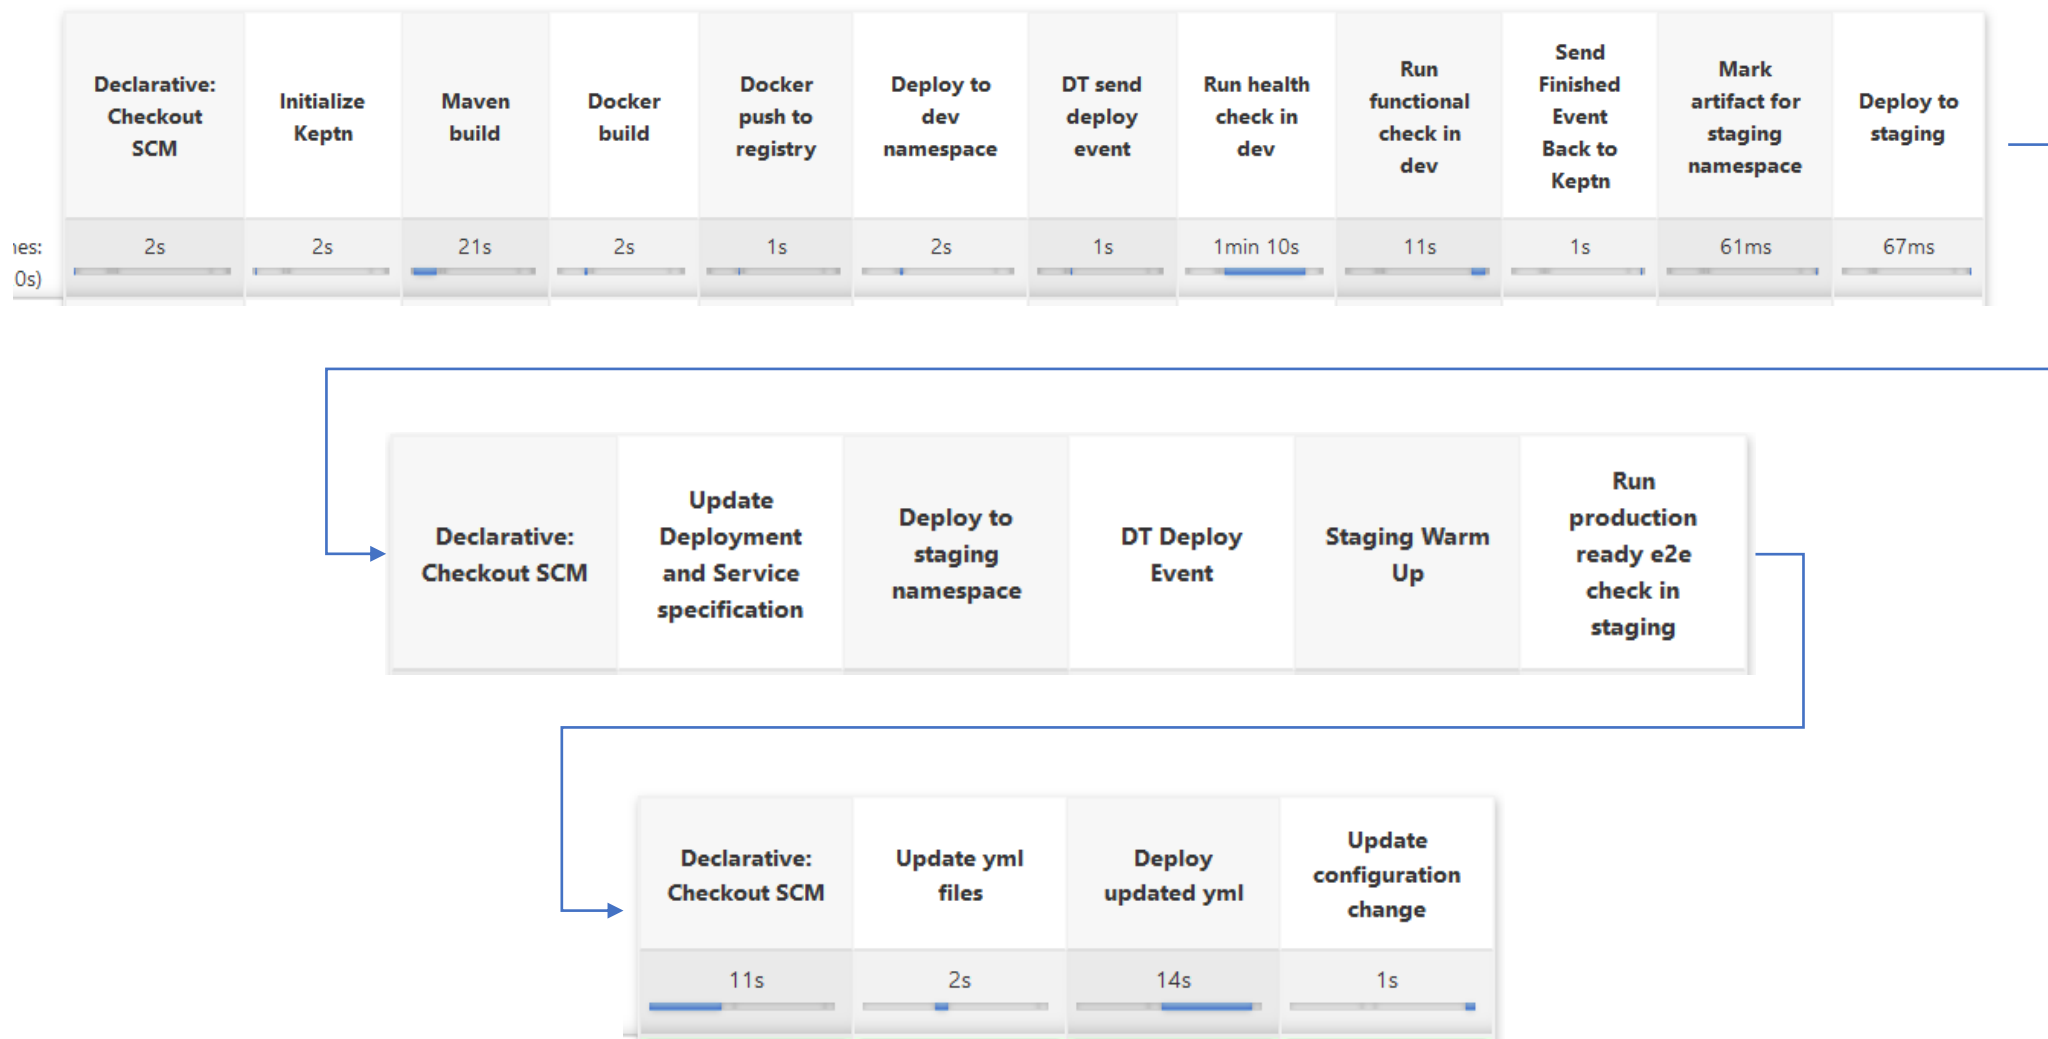 Declarative:
Checkout
SCM
Initialize
Keptn
Maven
build
Docker
build
Docker
push to
registry
Deploy to
dev
namespace
DT send
deploy
event
Run health
check in
dev
Run
functional
check in
dev
Send
Finished
Event
Back to
Keptn
Mark
artifact for
staging
namespace
Deploy to
staging
2s
2s
21s
2s
1s
2s
1s
1min 10s
11s
1s
61ms
67ms
0s)
Declarative:
Checkout SCM
Update
Deployment
and Service
specification
Deploy to
staging
namespace
DT Deploy
Event
Staging Warm
Up
Run
production
ready e2e
check in
staging
Declarative:
Checkout SCM
Update yml
files
Deploy
updated yml
Update
configuration
change
11s
2s
14s
1s